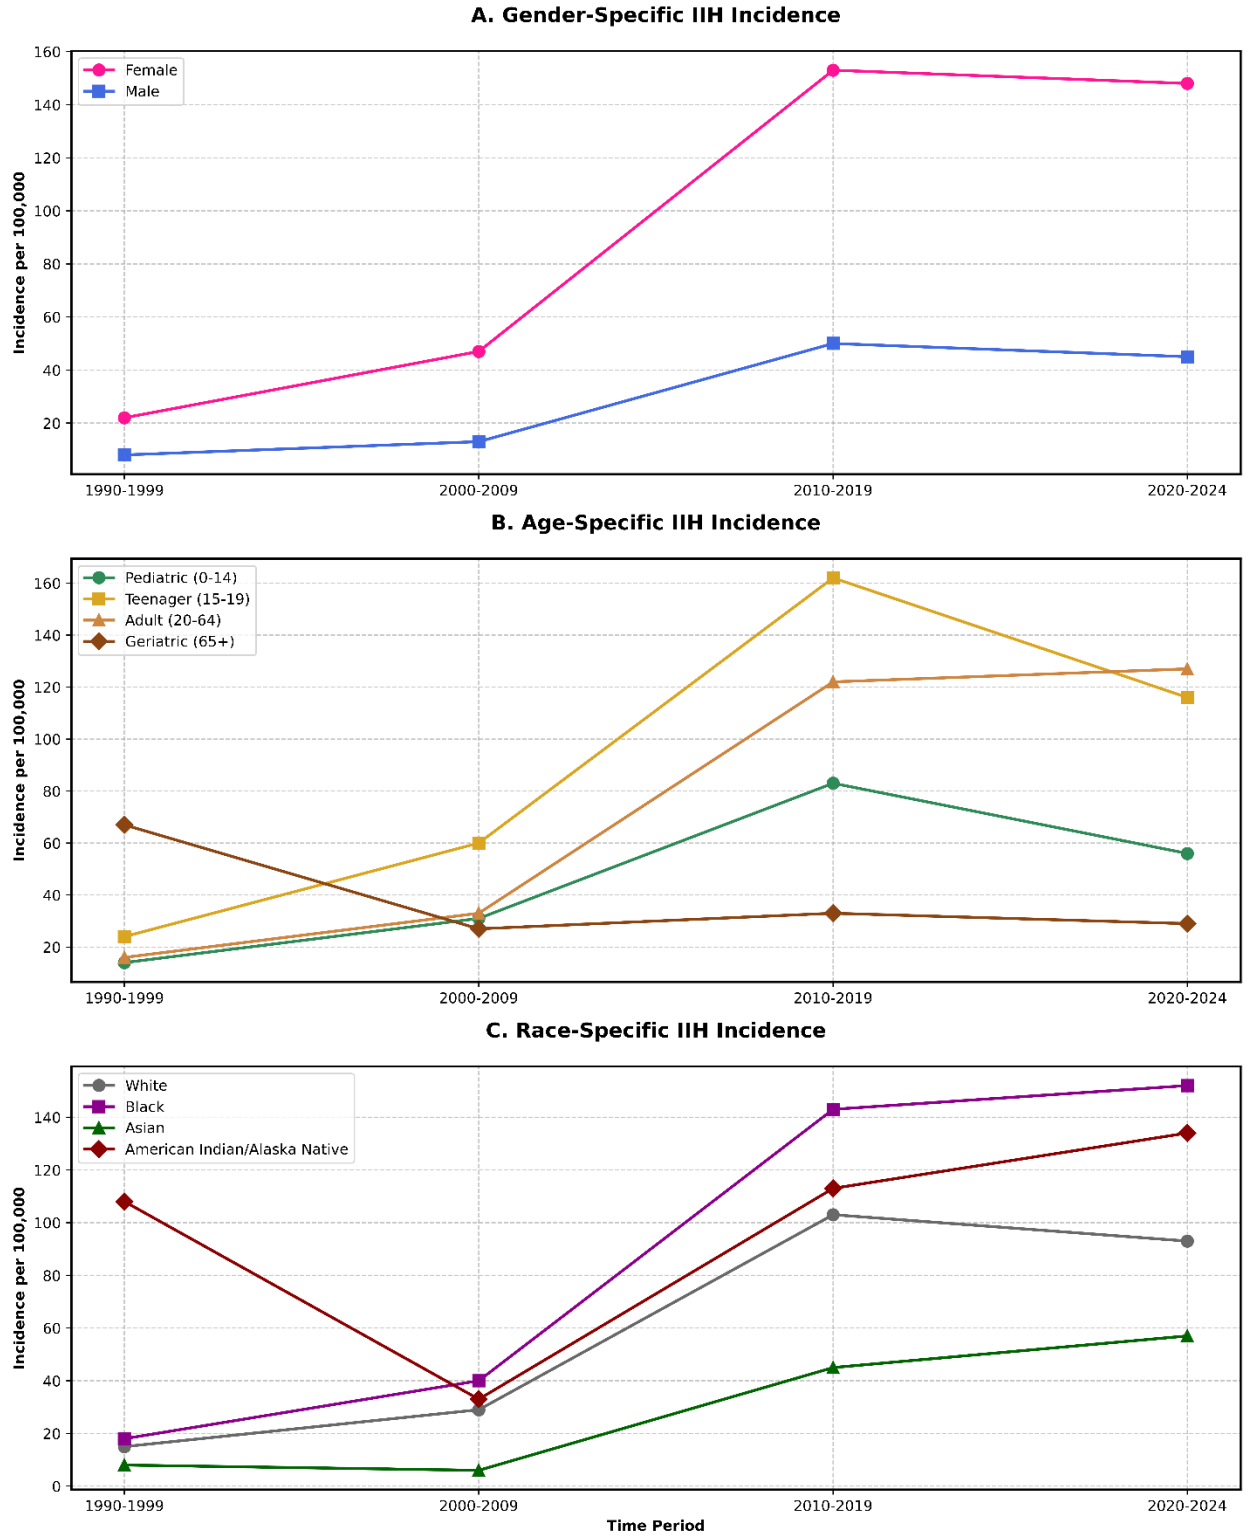 A. Gender-Specific IIH Incidence
160
140
120
100
80
60
40
20
Incidence per 100,000
Female
Male
1990-1999 2000-2009 2010-2019 2020-2024
B. Age-Specific IIH Incidence
160
140
120
100
80
60
40
20
Incidence per 100,000
Pediatric (0-14)
Teenager (15-19)
Adult (20-64)
Geriatric (65+)
1990-1999 2000-2009 2010-2019 2020-2024
C. Race-Specific IIH Incidence
140
120
100
80
60
40
20
0
Incidence per 100,000
White
Black
Asian
American Indian/Alaska Native
1990-1999 2000-2009 2010-2019 2020-2024
Time Period